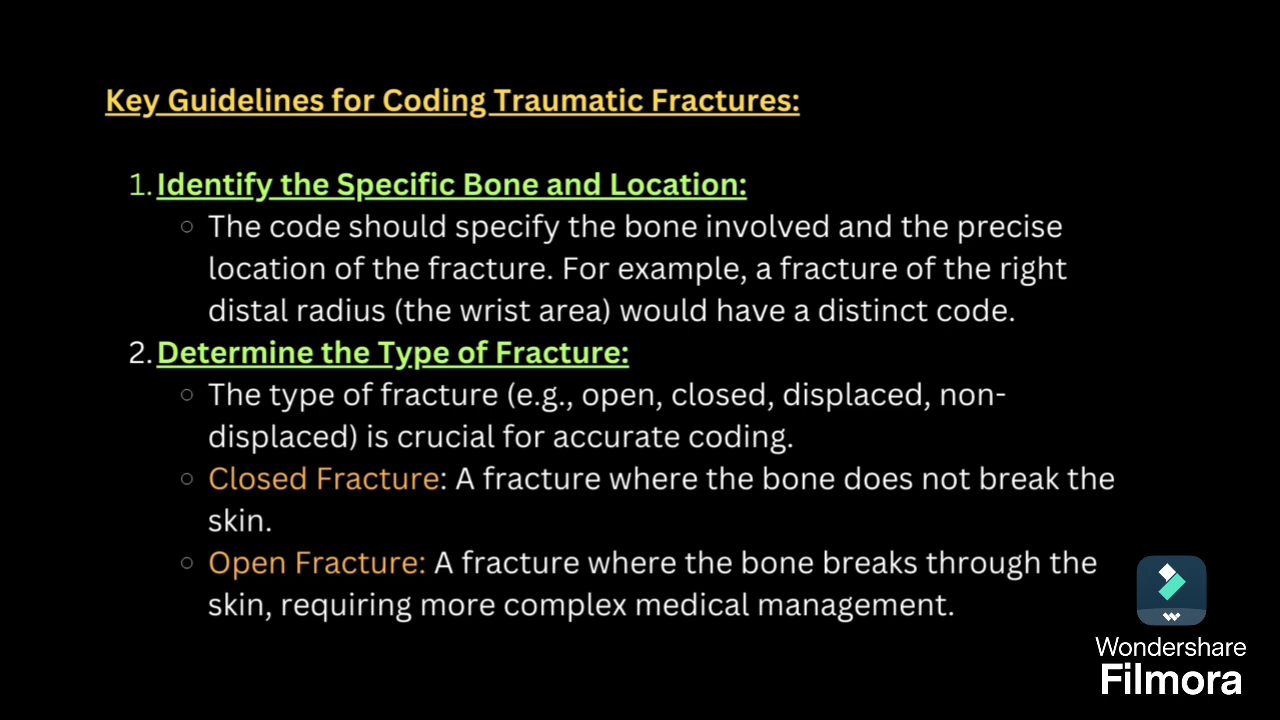 Key Guidelines for Coding Traumatic Fractures:
1. Identify the Specific Bone and Location:
○ The code should specify the bone involved and the precise
location of the fracture. For example, a fracture of the right
distal radius (the wrist area) would have a distinct code.
2. Determine the Type of Fracture:
○ The type of fracture (e.g., open, closed, displaced, non-
displaced) is crucial for accurate coding.
○ Closed Fracture: A fracture where the bone does not break the
skin.
○ Open Fracture: A fracture where the bone breaks through the
skin, requiring more complex medical management.
Wondershare
Filmora